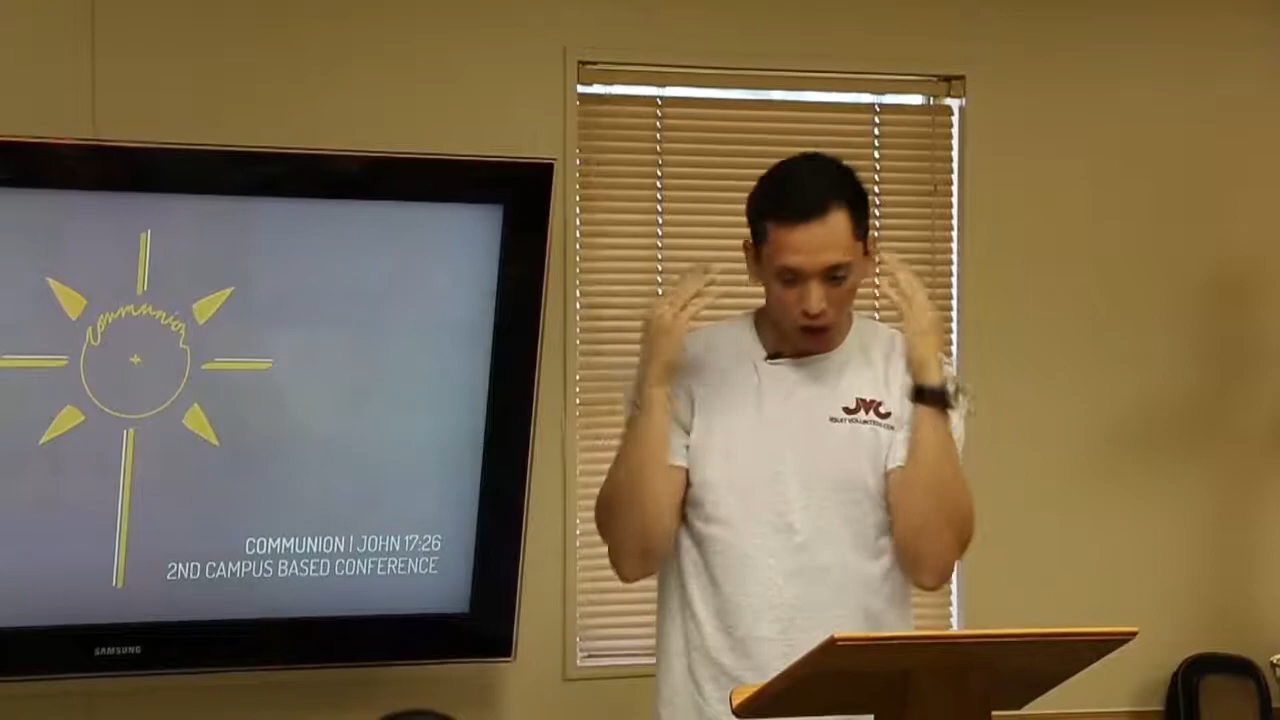 communion
COMMUNION | JOHN 17:26
2ND CAMPUS BASED CONFERENCE
SAMSUNG
JVC